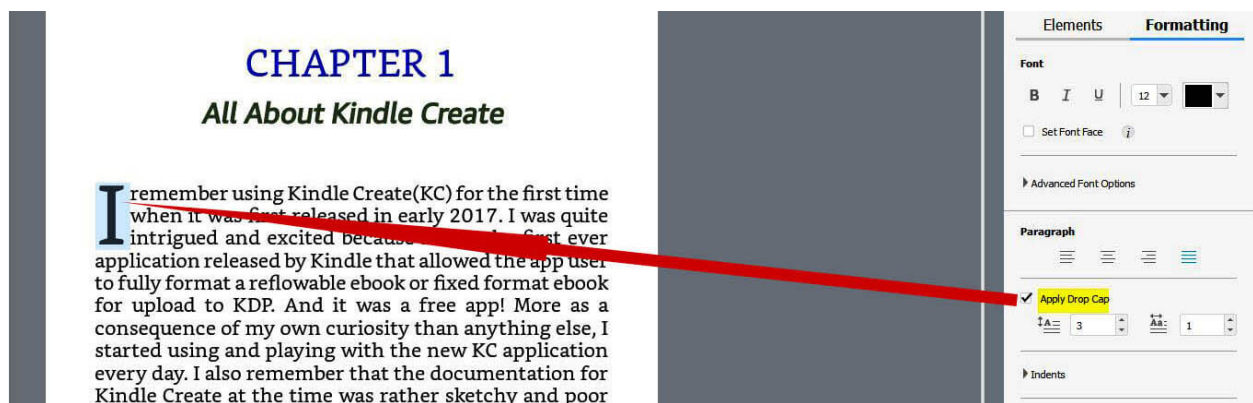 CHAPTER 1
All About Kindle Create
I remember using Kindle Create(KC) for the first time
when it was first released in early 2017. I was quite
intrigued and excited because first ever
application released by Kindle that allowed the app user
to fully format a reflowable ebook or fixed format ebook
for upload to KDP. And it was a free app! More as a
consequence of my own curiosity than anything else, I
started using and playing with the new KC application
every day. I also remember that the documentation for
Kindle Create at the time was rather sketchy and poor
Elements Formatting
Font
B I U 12
Set Font Face i
Advanced Font Options
Paragraph
Apply Drop Cap
A 3 Aa 1
Indents